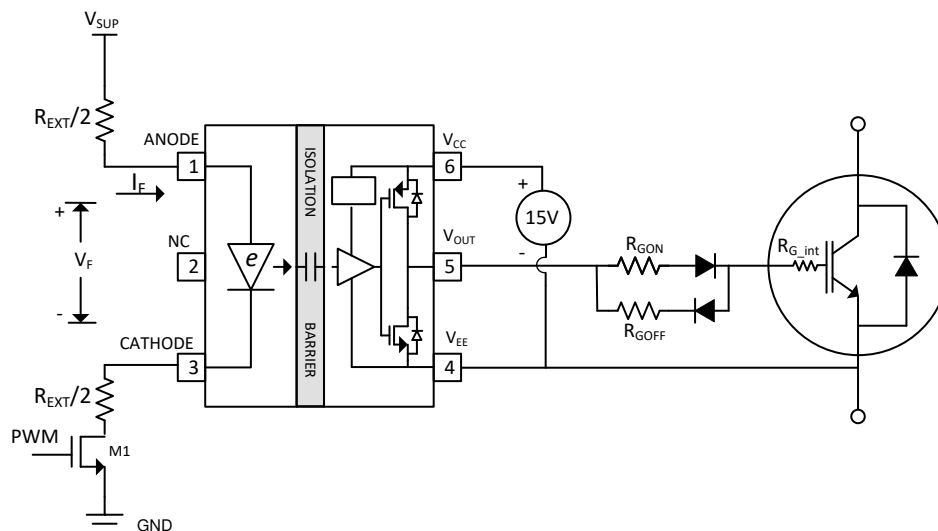 VSUP
REXT/2
ANODE
1
IF
+
VF
-
NC
2
CATHODE
3
REXT/2
PWM
M1
GND
e
ISOLATION
BARRIER
VCC
6
VOUT
5
VEE
4
+
15V
-
RGON
RGOFF
RG_int